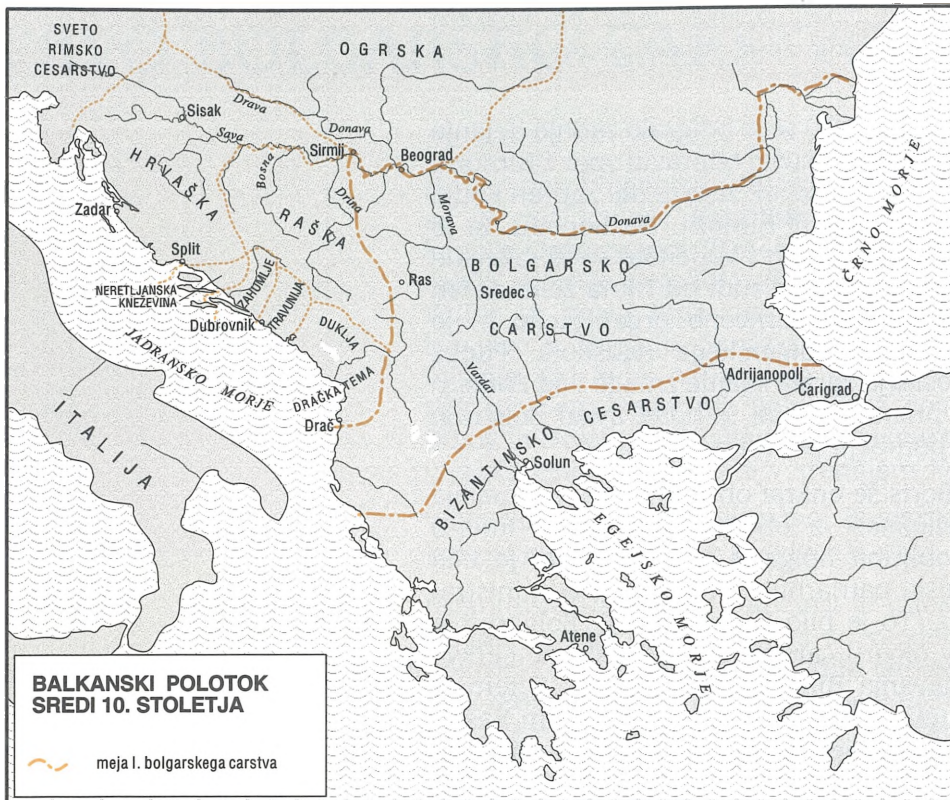 SVETO
RIMSKO
CESARSTVO
OGRSKA
Drava
Sisak
Sava
Donava
Sirmij
Beograd
HRVAŠKA
Bosna
Drina
Morava
RAŠKA
Zadar
Donava
ČRNO MORJE
Split
BOLGARSKO
Ras
Sredec
NERETLJANSKA
KNEŽEVINA
ZAHUMLJE
TRAVUNIJA
Dubrovnik
DUKLJA
CARSTVO
JADRANSKO MORJE
Vardar
Adrijanopolj
Carigrad
DRAČKA TEMA
Drač
BIZANTINSKO CESARSTVO
ITALIJA
Solun
EGEJSKO MORJE
Atene
BALKANSKI POLOTOK
SREDI 10. STOLETJA
meja I. bolgarskega carstva